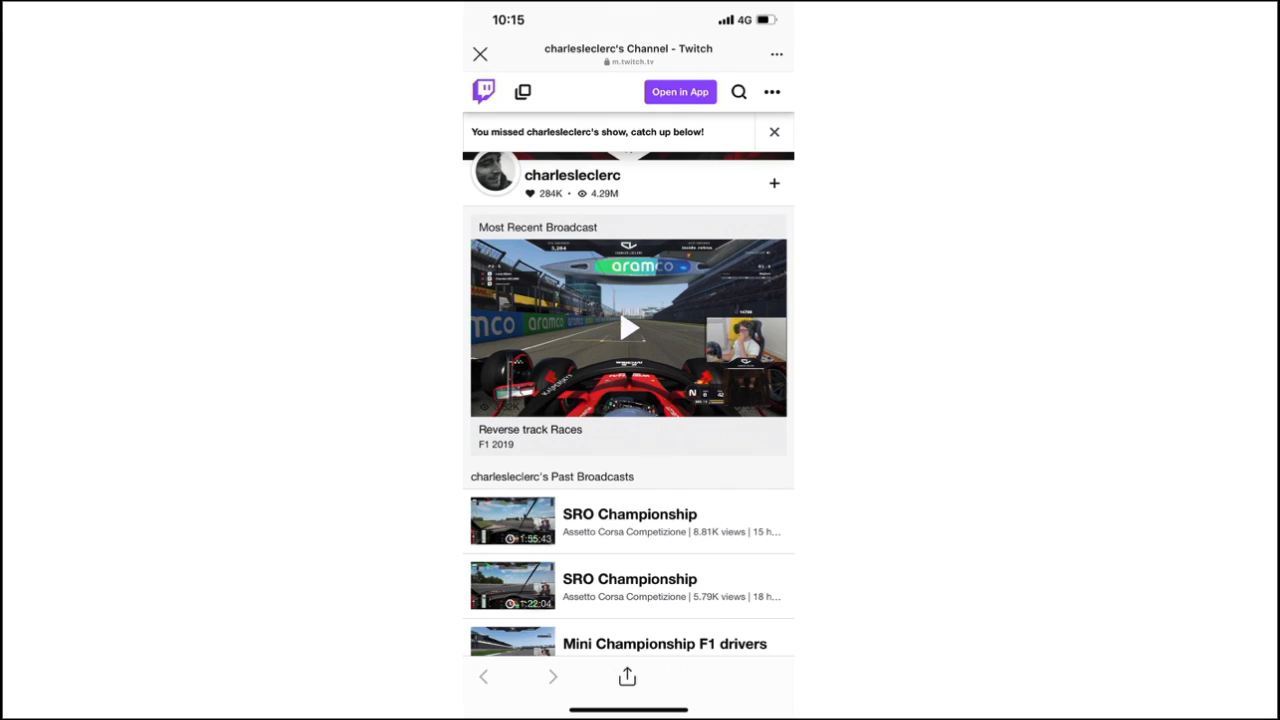 10:15
4G
charlesleclerc's Channel - Twitch
m.twitch.tv
Open in App
You missed charlesleclerc's show, catch up below!
charlesleclerc
284K • 4.29M
Most Recent Broadcast
aramco
mco aramco
Reverse track Races
F1 2019
charlesleclerc's Past Broadcasts
SRO Championship
1:55:43
Assetto Corsa Competizione | 8.81K views | 15 h...
SRO Championship
1:22:04
Assetto Corsa Competizione | 5.79K views | 18 h...
Mini Championship F1 drivers